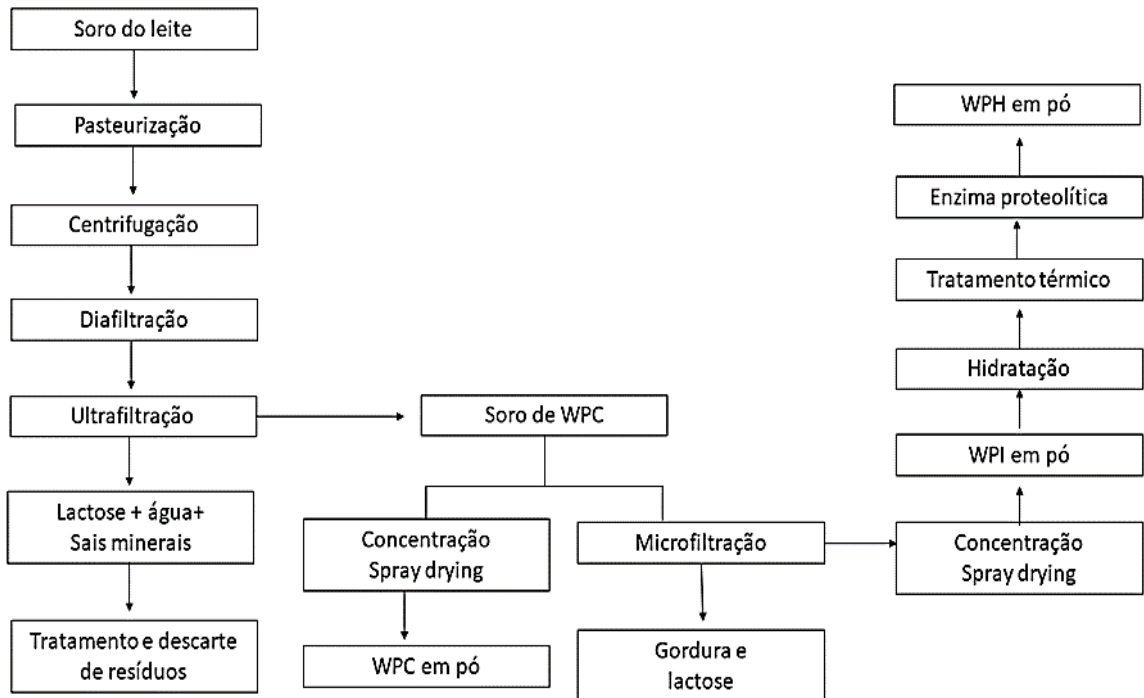 Soro do leite
Pasteurização
Centrifugação
Diafiltração
Ultrafiltração
Lactose + água+
Sais minerais
Tratamento e descarte
de resíduos
Soro de WPC
Concentração
Spray drying
WPC em pó
Microfiltração
Gordura e
lactose
Concentração
Spray drying
WPI em pó
Hidratação
Tratamento térmico
Enzima proteolítica
WPH em pó